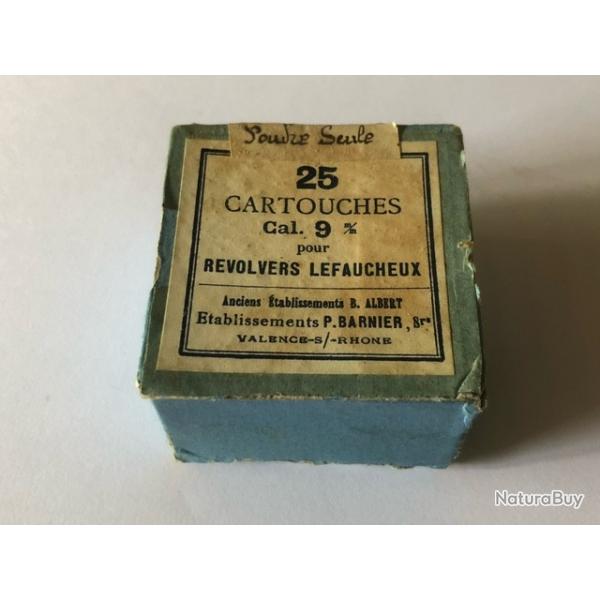 Poudre Seule
25
CARTOUCHES
Cal. 9 m/m
pour
REVOLVERS LEFAUCHEUX
Anciens Établissements B. ALBERT
Etablissements P. BARNIER, Sr
VALENCE-S/-RHONE
NaturaBuy